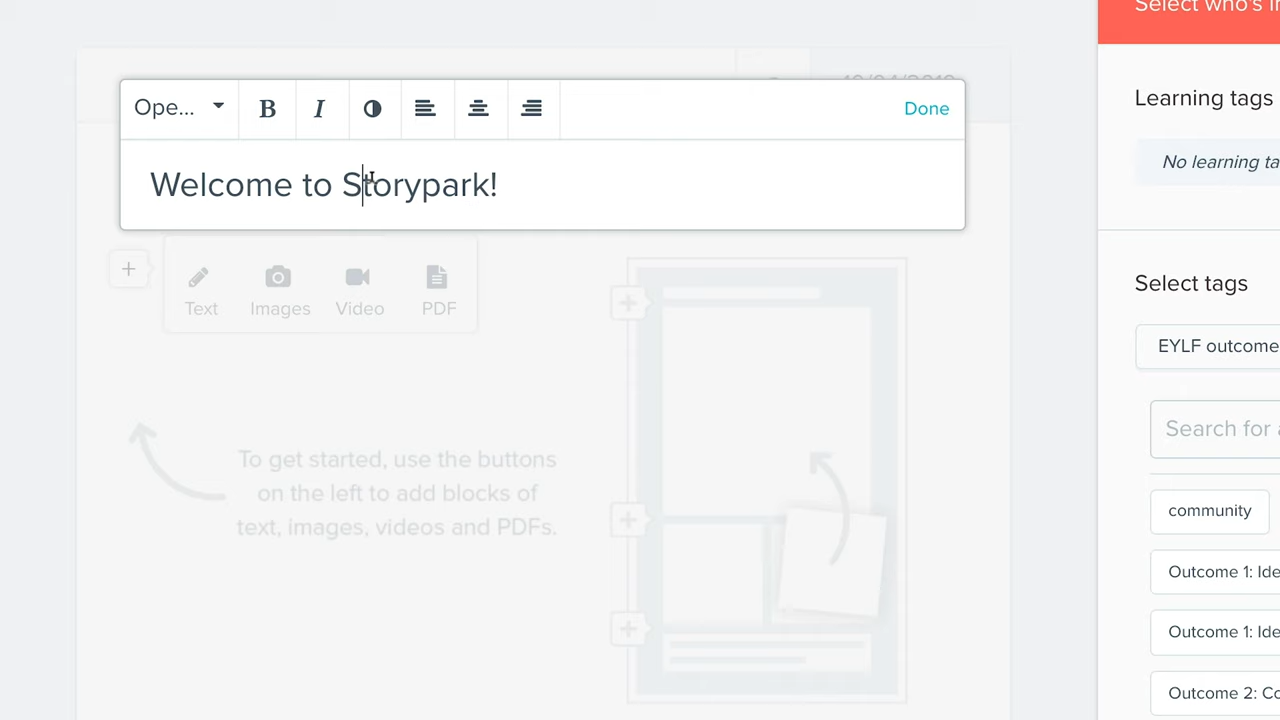 Select who's i
Ope...
B
I
Done
Welcome to Storypark!
Text
Images
Video
PDF
To get started, use the buttons
on the left to add blocks of
text, images, videos and PDFs.
Learning tags
No learning ta
Select tags
EYLF outcome
Search for a
community
Outcome 1: Ide
Outcome 1: Ide
Outcome 2: Co